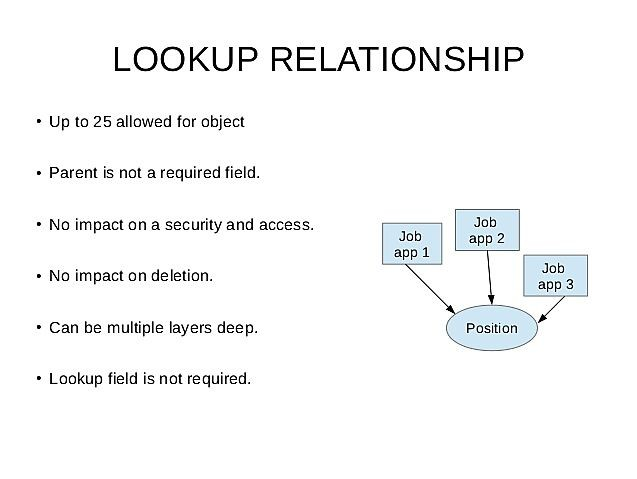 LOOKUP RELATIONSHIP
• Up to 25 allowed for object
• Parent is not a required field.
• No impact on a security and access.
• No impact on deletion.
• Can be multiple layers deep.
• Lookup field is not required.
Job
app 1
Job
app 2
Job
app 3
Position